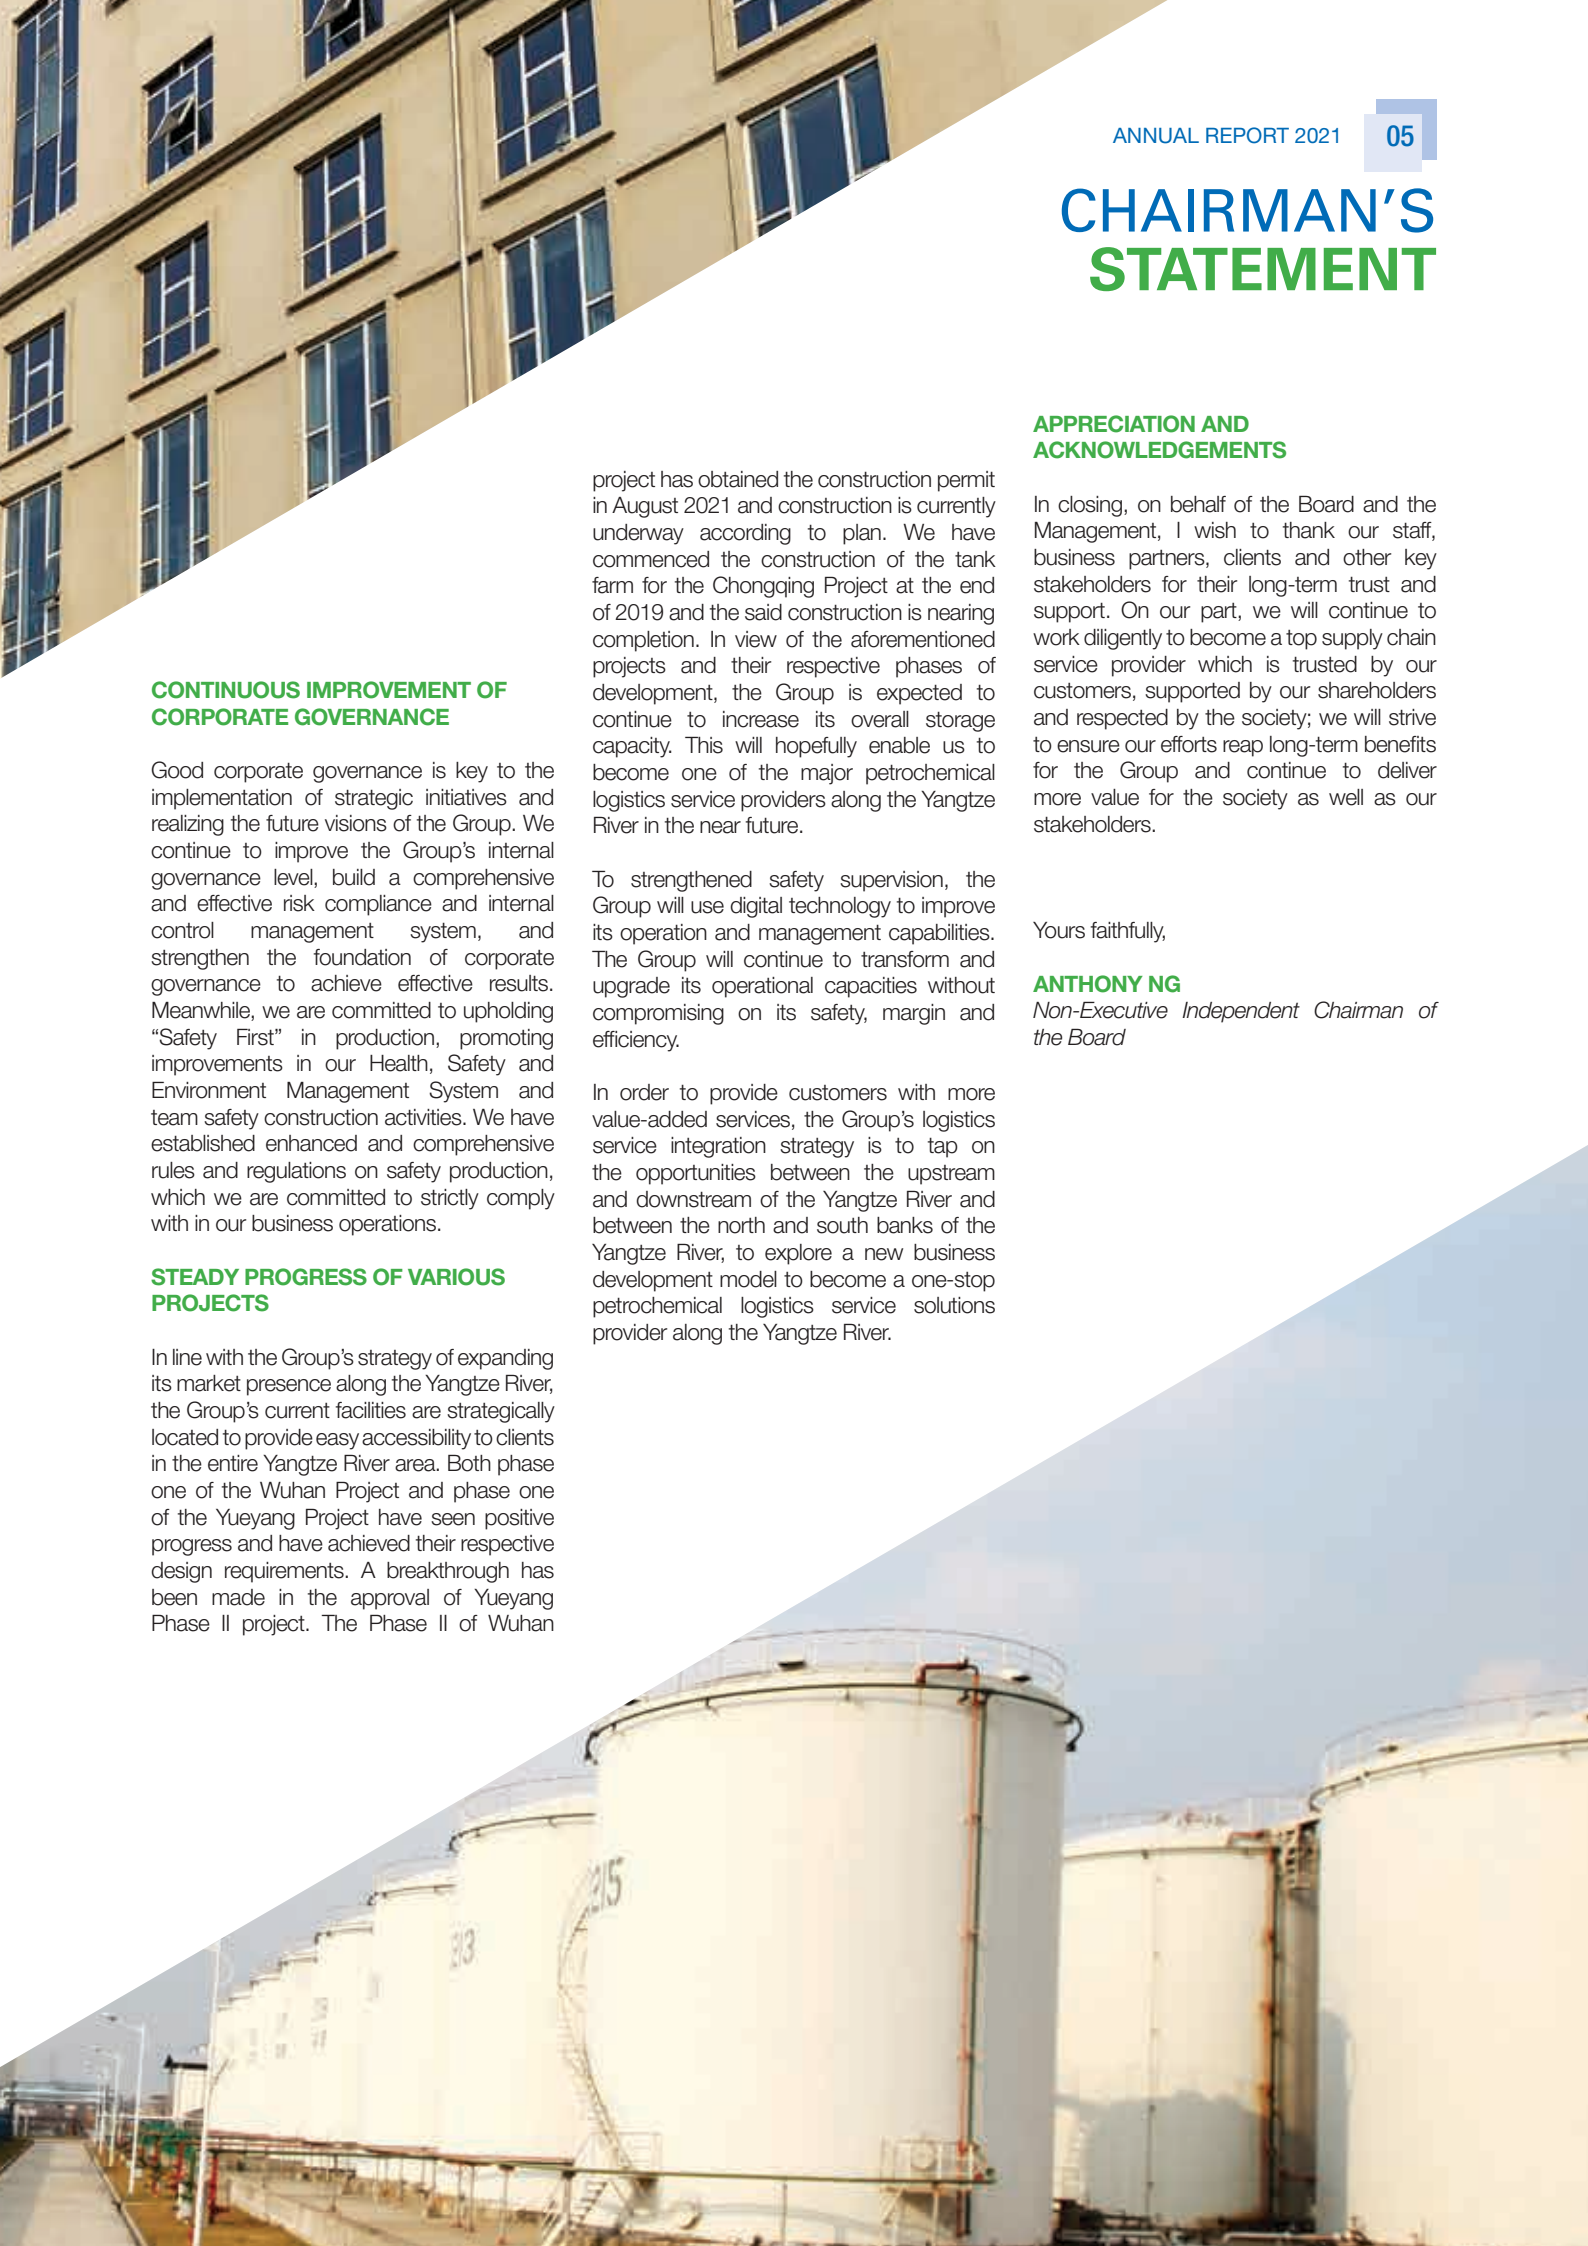 ANNUAL REPORT 2021 05
CHAIRMAN’S
STATEMENT
CONTINUOUS IMPROVEMENT OF
CORPORATE GOVERNANCE
Good corporate governance is key to the
implementation of strategic initiatives and
realizing the future visions of the Group. We
continue to improve the Group’s internal
governance level, build a comprehensive
and effective risk compliance and internal
control management system, and
strengthen the foundation of corporate
governance to achieve effective results.
Meanwhile, we are committed to upholding
“Safety First” in production, promoting
improvements in our Health, Safety and
Environment Management System and
team safety construction activities. We have
established enhanced and comprehensive
rules and regulations on safety production,
which we are committed to strictly comply
with in our business operations.
STEADY PROGRESS OF VARIOUS
PROJECTS
In line with the Group’s strategy of expanding
its market presence along the Yangtze River,
the Group’s current facilities are strategically
located to provide easy accessibility to clients
in the entire Yangtze River area. Both phase
one of the Wuhan Project and phase one
of the Yueyang Project have seen positive
progress and have achieved their respective
design requirements. A breakthrough has
been made in the approval of Yueyang
Phase II project. The Phase II of Wuhan
project has obtained the construction permit
in August 2021 and construction is currently
underway according to plan. We have
commenced the construction of the tank
farm for the Chongqing Project at the end
of 2019 and the said construction is nearing
completion. In view of the aforementioned
projects and their respective phases of
development, the Group is expected to
continue to increase its overall storage
capacity. This will hopefully enable us to
become one of the major petrochemical
logistics service providers along the Yangtze
River in the near future.
To strengthened safety supervision, the
Group will use digital technology to improve
its operation and management capabilities.
The Group will continue to transform and
upgrade its operational capacities without
compromising on its safety, margin and
efficiency.
In order to provide customers with more
value-added services, the Group’s logistics
service integration strategy is to tap on
the opportunities between the upstream
and downstream of the Yangtze River and
between the north and south banks of the
Yangtze River, to explore a new business
development model to become a one-stop
petrochemical logistics service solutions
provider along the Yangtze River.
APPRECIATION AND
ACKNOWLEDGEMENTS
In closing, on behalf of the Board and the
Management, I wish to thank our staff,
business partners, clients and other key
stakeholders for their long-term trust and
support. On our part, we will continue to
work diligently to become a top supply chain
service provider which is trusted by our
customers, supported by our shareholders
and respected by the society; we will strive
to ensure our efforts reap long-term benefits
for the Group and continue to deliver
more value for the society as well as our
stakeholders.
Yours faithfully,
ANTHONY NG
Non-Executive Independent Chairman of
the Board